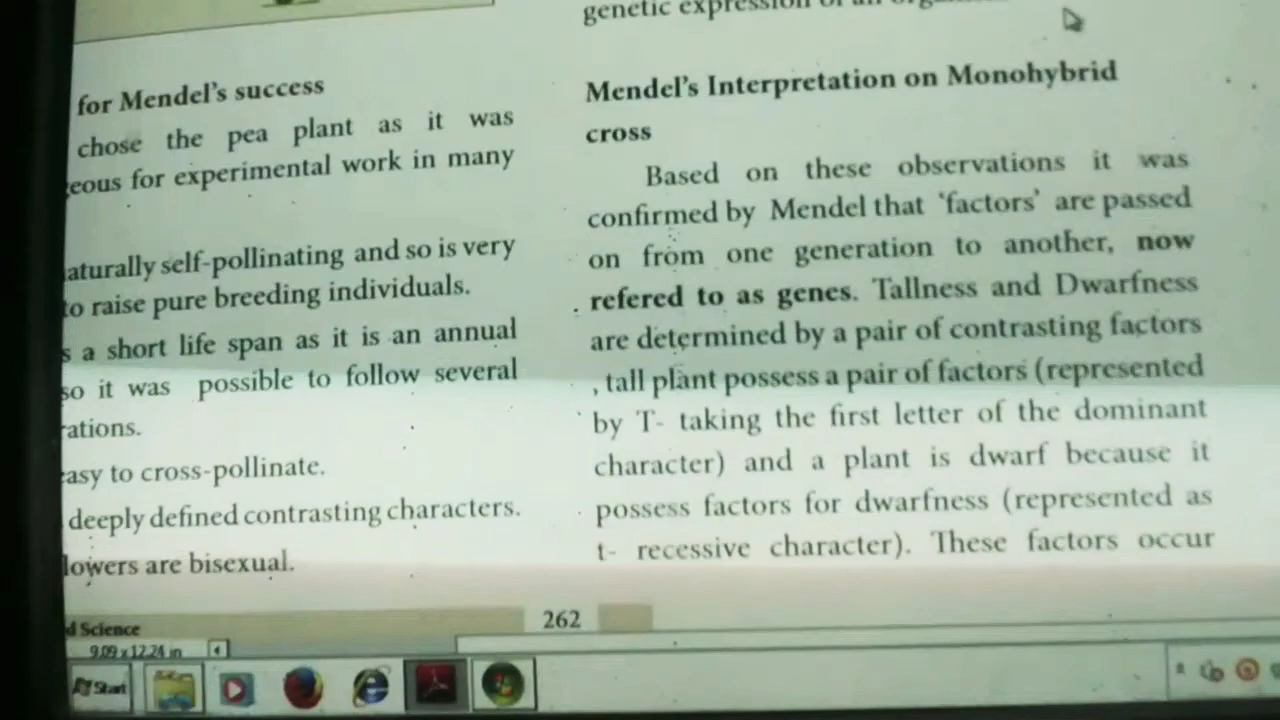 for Mendel's success
chose the pea plant as it was
eous for experimental work in many
aturally self-pollinating and so is very
to raise pure breeding individuals.
s a short life span as it is an annual
so it was possible to follow several
rations.
easy to cross-pollinate.
deeply defined contrasting characters.
lowers are bisexual.
genetic expression of an
Mendel's Interpretation on Monohybrid
cross
Based on these observations it was
confirmed by Mendel that 'factors' are passed
on from one generation to another, now
refered to as genes. Tallness and Dwarfness
are determined by a pair of contrasting factors
, tall plant possess a pair of factors (represented
by T- taking the first letter of the dominant
character) and a plant is dwarf because it
possess factors for dwarfness (represented as
t- recessive character). These factors occur
d Science
262
9.09 x 12.24 in
Start